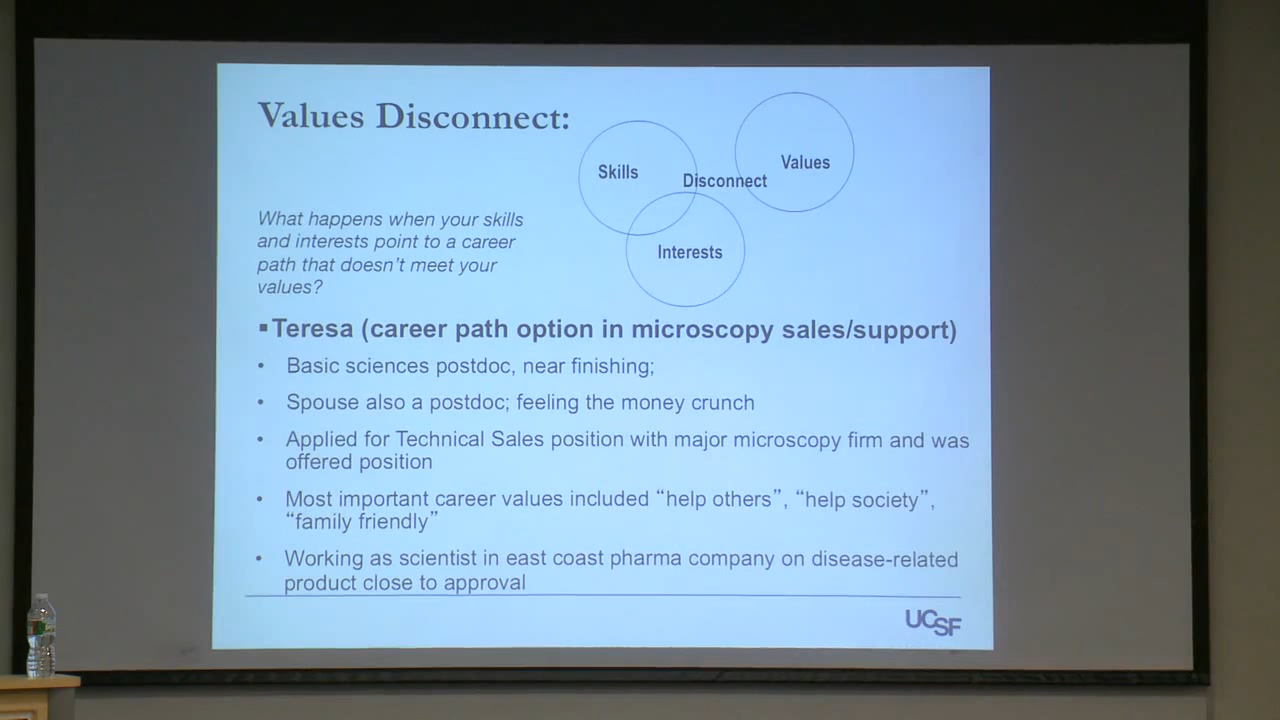 Values Disconnect:
Skills
Disconnect
Values
Interests
What happens when your skills
and interests point to a career
path that doesn't meet your
values?
▪ Teresa (career path option in microscopy sales/support)
• Basic sciences postdoc, near finishing;
• Spouse also a postdoc; feeling the money crunch
• Applied for Technical Sales position with major microscopy firm and was
offered position
• Most important career values included “help others”, “help society”,
“family friendly”
• Working as scientist in east coast pharma company on disease-related
product close to approval
UCSF